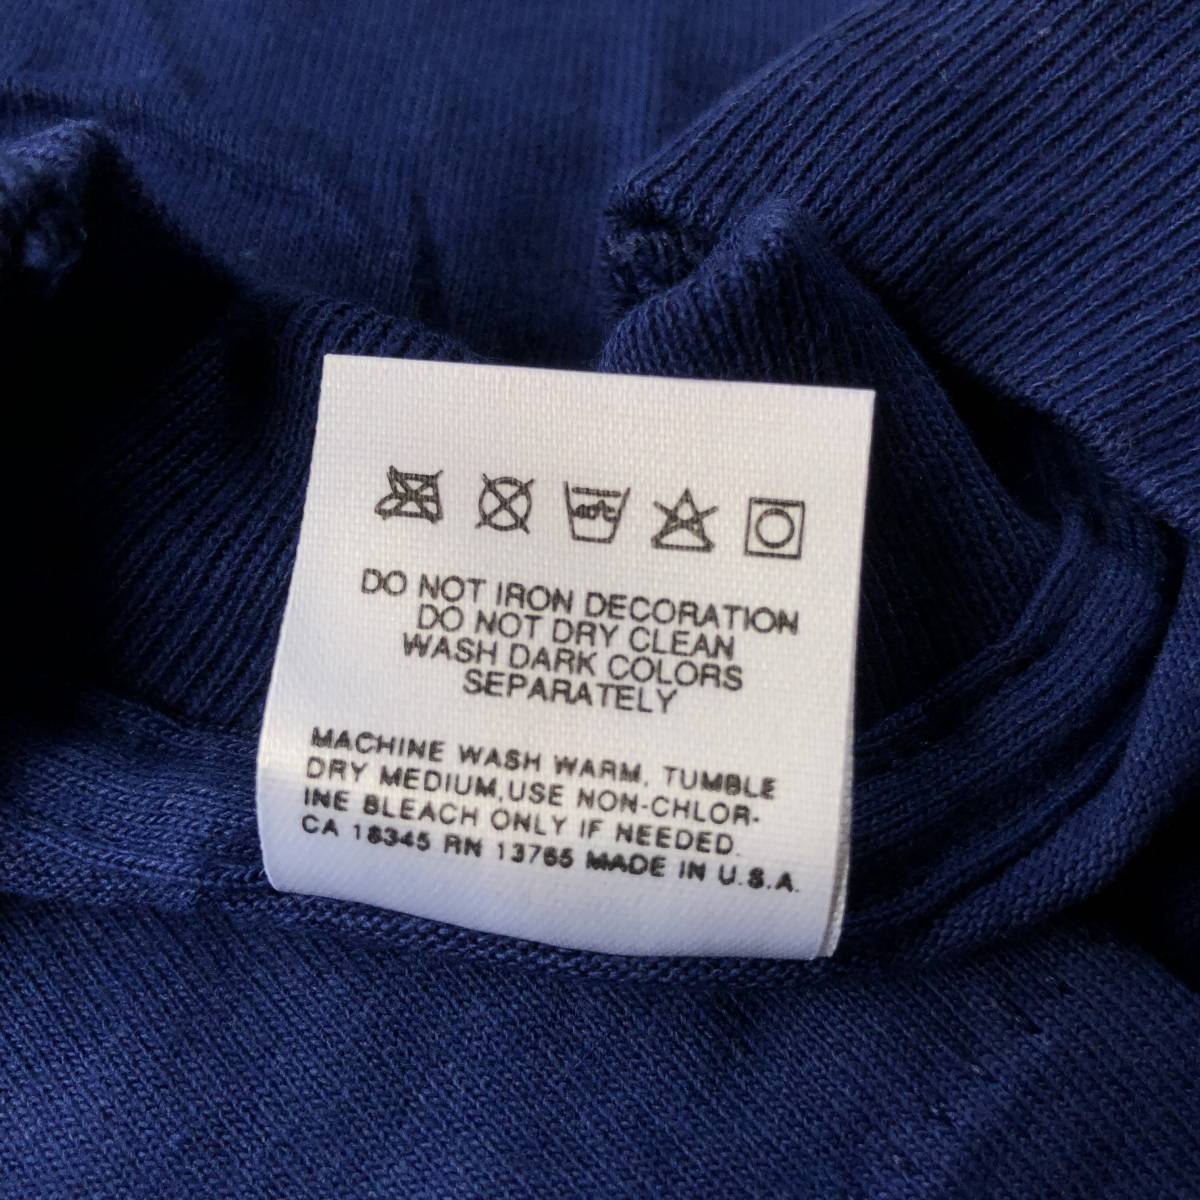 40°C
DO NOT IRON DECORATION
DO NOT DRY CLEAN
WASH DARK COLORS
SEPARATELY
MACHINE WASH WARM, TUMBLE
DRY MEDIUM, USE NON-CHLOR-
INE BLEACH ONLY IF NEEDED.
CA 18345 RN 13765 MADE IN U.S.A.